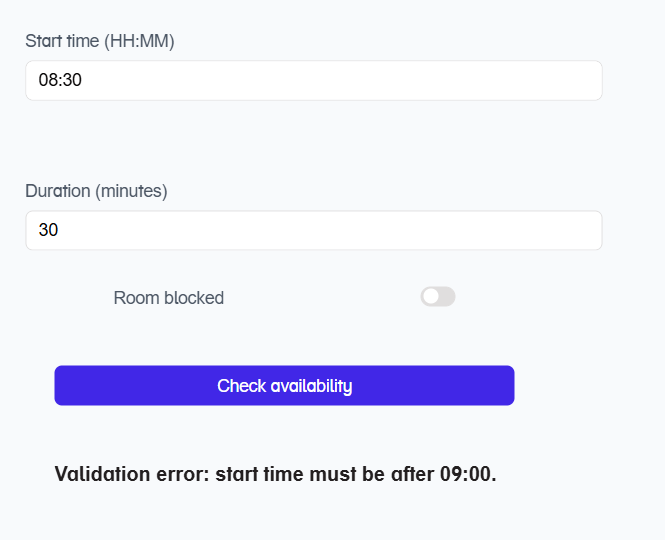 Start time (HH:MM)
08:30
Duration (minutes)
30
Room blocked
Check availability
Validation error: start time must be after 09:00.